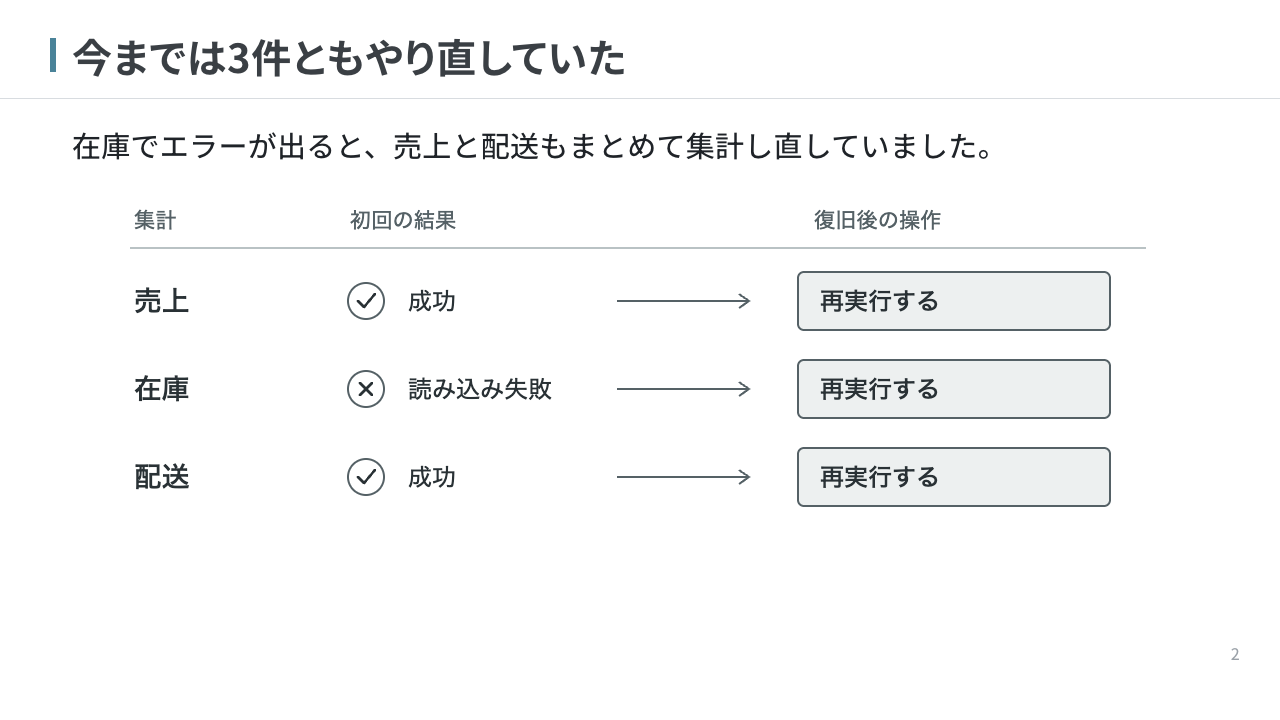 今までは3件ともやり直していた
在庫でエラーが出ると、売上と配送もまとめて集計し直していました。
集計 初回の結果 復旧後の操作
売上 成功 再実行する
在庫 読み込み失敗 再実行する
配送 成功 再実行する
2